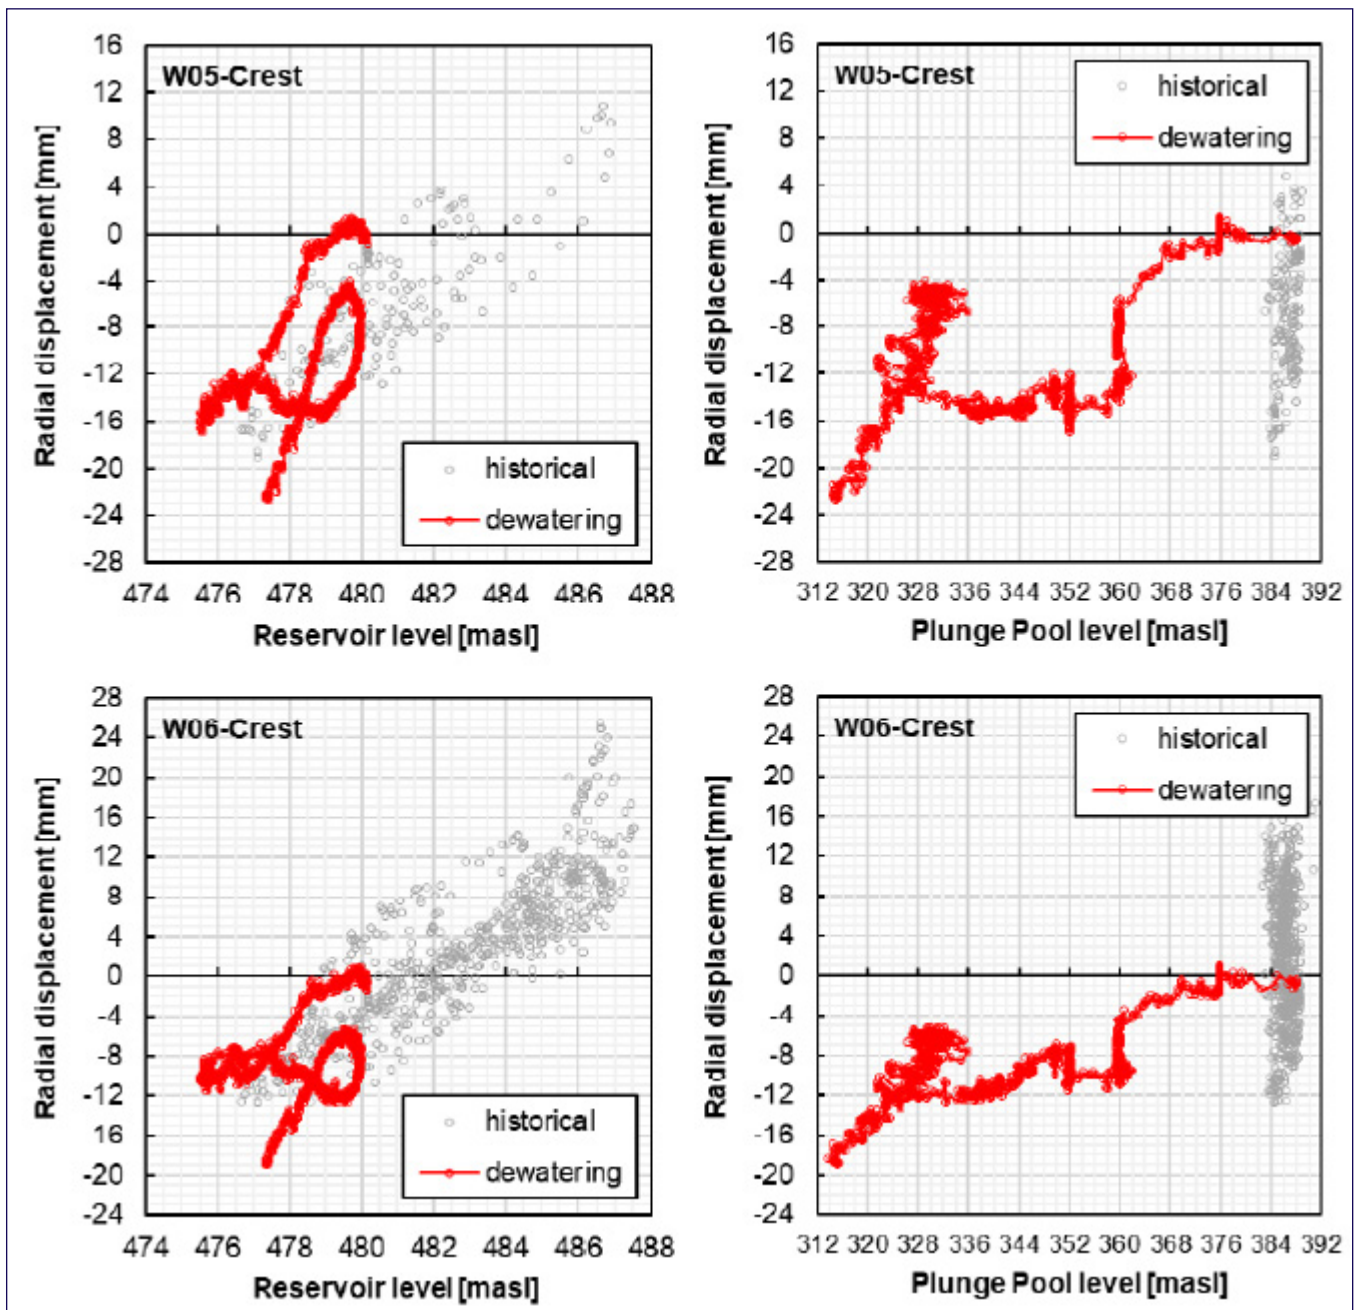 16
12
8
4
0
-4
-8
-12
-16
-20
-24
-28
Radial displacement [mm]
W05-Crest
historical
dewatering
474 476 478 480 482 484 486 488
Reservoir level [masl]
16
12
8
4
0
-4
-8
-12
-16
-20
-24
-28
Radial displacement [mm]
W05-Crest
historical
dewatering
312 320 328 336 344 352 360 368 376 384 392
Plunge Pool level [masl]
28
24
20
16
12
8
4
0
-4
-8
-12
-16
-20
-24
Radial displacement [mm]
W06-Crest
historical
dewatering
474 476 478 480 482 484 486 488
Reservoir level [masl]
28
24
20
16
12
8
4
0
-4
-8
-12
-16
-20
-24
Radial displacement [mm]
W06-Crest
historical
dewatering
312 320 328 336 344 352 360 368 376 384 392
Plunge Pool level [masl]